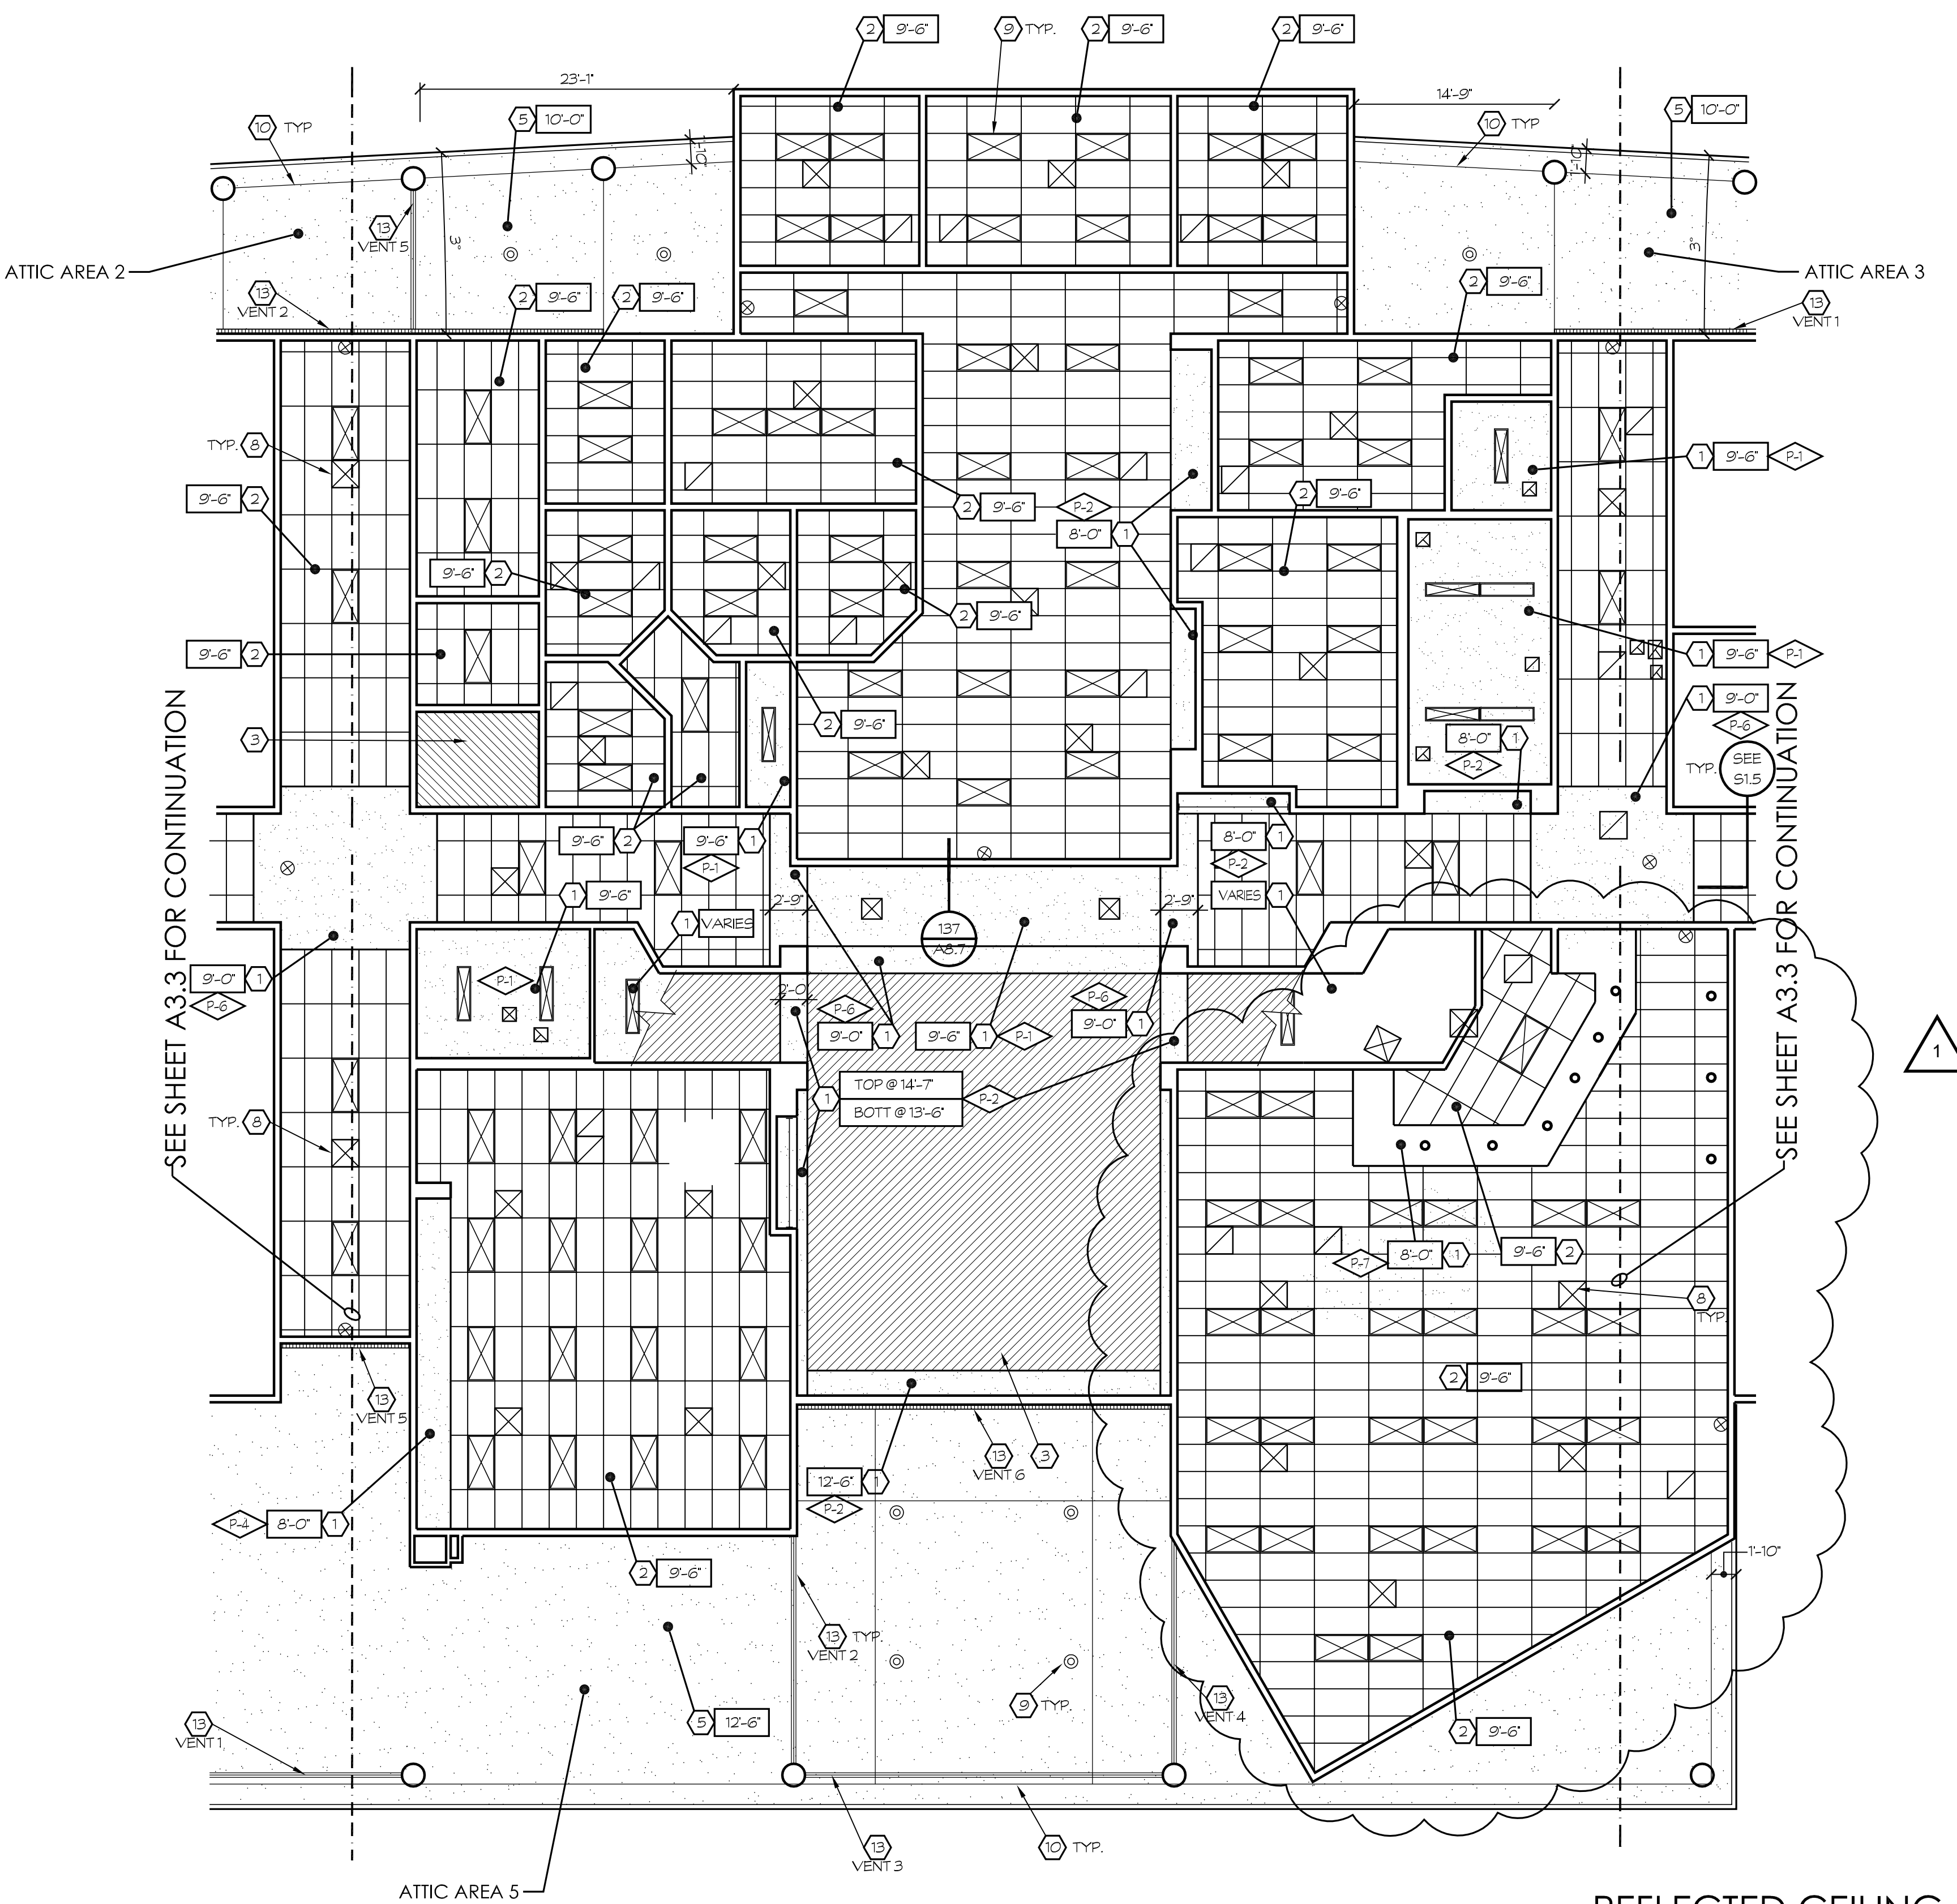 2 9'-6"
9 TYP.
2 9'-6"
2 9'-6"
23'-1"
14'-9"
10 TYP
5 10'-0"
1'-10"
10 TYP
1'-10"
5 10'-0"
13
VENT 5
3°
3°
ATTIC AREA 2
ATTIC AREA 3
13
VENT 2
2 9'-6"
2 9'-6"
2 9'-6"
13
VENT 1
TYP. 8
1 9'-6" P-1
9'-6" 2
2 9'-6" P-2
2 9'-6"
8'-0" 1
9'-6" 2
2 9'-6"
9'-6" 2
1 9'-6" P-1
1 9'-0"
P-6
2 9'-6"
3
8'-0" 1
P-2
TYP. SEE
S1.5
SEE SHEET A3.3 FOR CONTINUATION
SEE SHEET A3.3 FOR CONTINUATION
9'-6" 2
9'-6" 1
P-1
8'-0" 1
P-2
1 9'-6"
2'-9"
2'-9"
VARIES 1
1 VARIES
137
A8.7
9'-0" 1
P-6
P-1
2'-0"
P-6
9'-0" 1
9'-6" 1 P-1
P-6
9'-0" 1
1
1 TOP @ 14'-7"
BOTT @ 13'-6"
P-2
TYP. 8
P-7 8'-0" 1
9'-6" 2
8
TYP.
2 9'-6"
13
VENT 5
13
VENT 6
3
12'-6" 1
P-2
P-4 8'-0" 1
2 9'-6"
1'-10"
13 TYP.
VENT 2
9 TYP.
13
VENT 4
5 12'-6"
2 9'-6"
13
VENT 1
13
VENT 3
10 TYP.
ATTIC AREA 5
REFLECTED CEILING